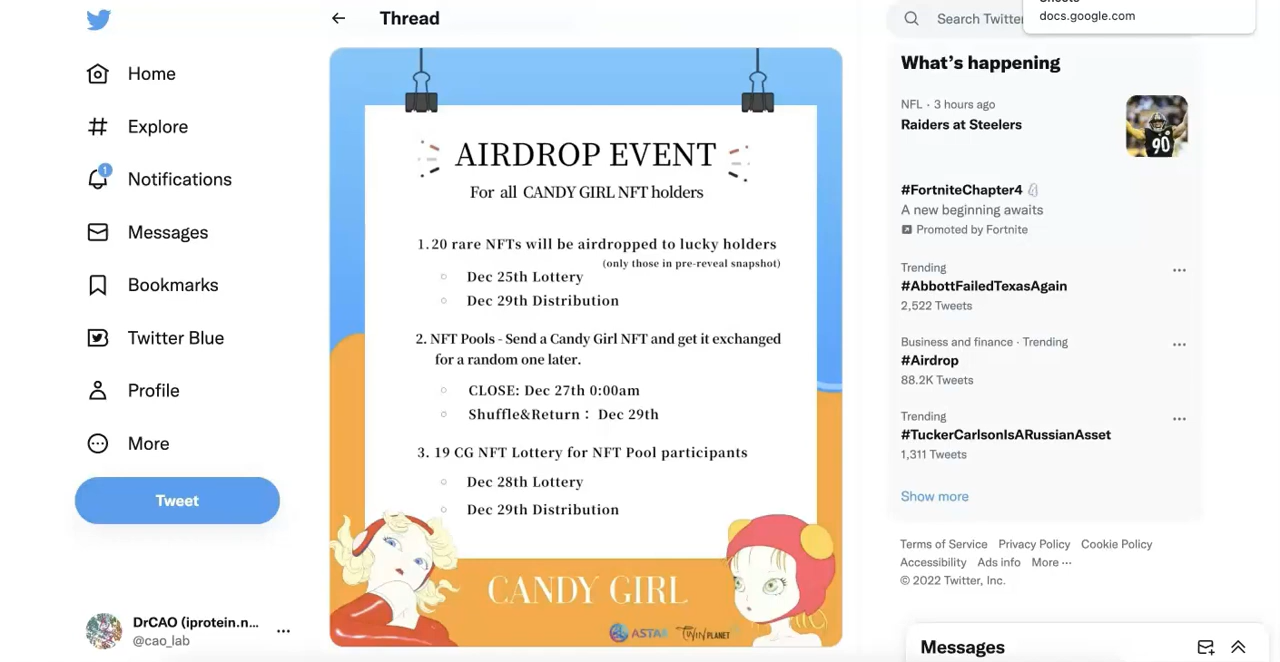 Thread
Search Twitter
docs.google.com
Home
Explore
1
Notifications
Messages
Bookmarks
Twitter Blue
Profile
More
Tweet
DrCAO (iprotein.n...
@cao_lab
AIRDROP EVENT
For all CANDY GIRL NFT holders
1. 20 rare NFTs will be airdropped to lucky holders
(only those in pre-reveal snapshot)
Dec 25th Lottery
Dec 29th Distribution
2. NFT Pools - Send a Candy Girl NFT and get it exchanged
for a random one later.
CLOSE: Dec 27th 0:00am
Shuffle&Return： Dec 29th
3. 19 CG NFT Lottery for NFT Pool participants
Dec 28th Lottery
Dec 29th Distribution
CANDY GIRL
TWIN PLANET
What's happening
NFL · 3 hours ago
Raiders at Steelers
90
#FortniteChapter4
A new beginning awaits
Promoted by Fortnite
Trending
#AbbottFailedTexasAgain
2,522 Tweets
Business and finance · Trending
#Airdrop
88.2K Tweets
Trending
#TuckerCarlsonIsARussianAsset
1,311 Tweets
Show more
Terms of Service Privacy Policy Cookie Policy
Accessibility Ads info More ···
© 2022 Twitter, Inc.
Messages